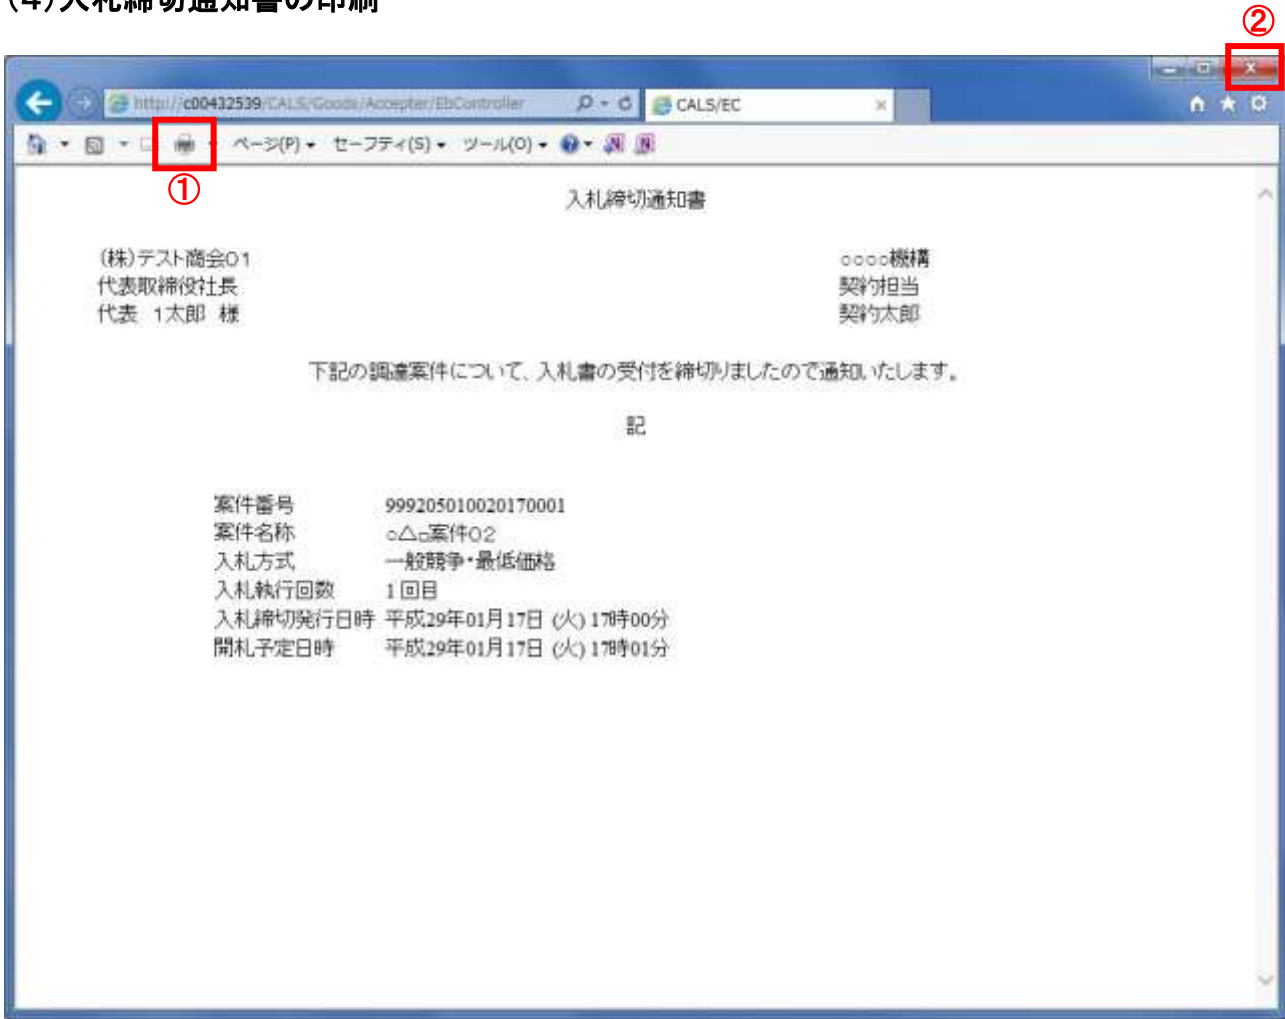 (4)入札締切通知書の印刷
②
http://c00432539/CALS/Goods/Accepter/EbController
CALS/EC
ページ(P) セーフティ(S) ツール(O)
①
入札締切通知書
(株)テスト商会01
代表取締役社長
代表 1太郎 様
○○○○機構
契約担当
契約太郎
下記の調達案件について、入札書の受付を締切りましたので通知いたします。
記
案件番号 999205010020170001
案件名称 ○△□案件02
入札方式 一般競争・最低価格
入札執行回数 1回目
入札締切発行日時 平成29年01月17日 (火) 17時00分
開札予定日時 平成29年01月17日 (火) 17時01分